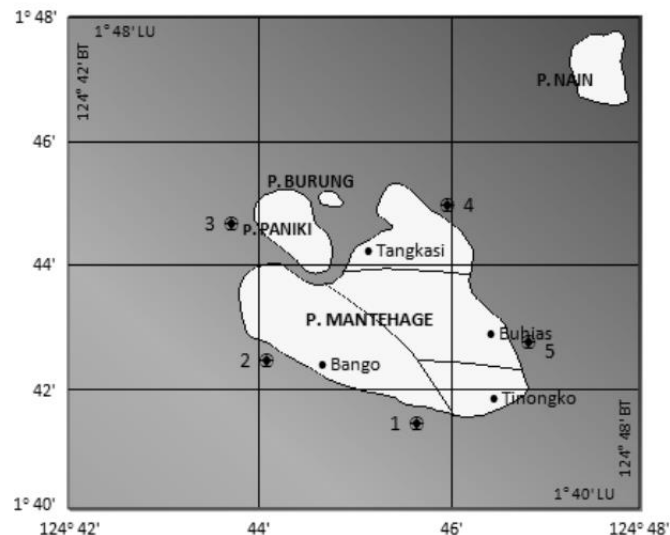 1° 48'
1° 48' LU
124° 42' BT
P. NAIN
46'
P. BURUNG
4
3
P. PANIKI
Tangkasi
44'
P. MANTEHAGE
Buhias
5
2
Bango
42'
Tinongko
1
124° 48' BT
1° 40' LU
1° 40'
124° 42'
44'
46'
124° 48'